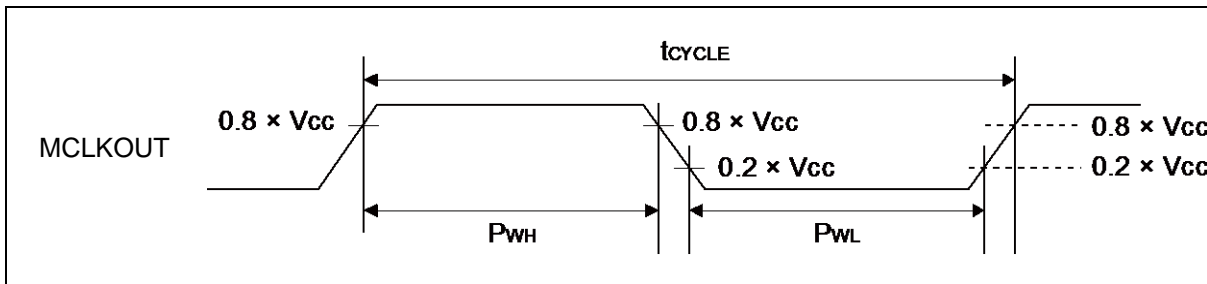 tCYCLE
0.8 × VCC
0.8 × VCC
0.8 × VCC
MCLKOUT
0.2 × VCC
0.2 × VCC
PWH
PWL